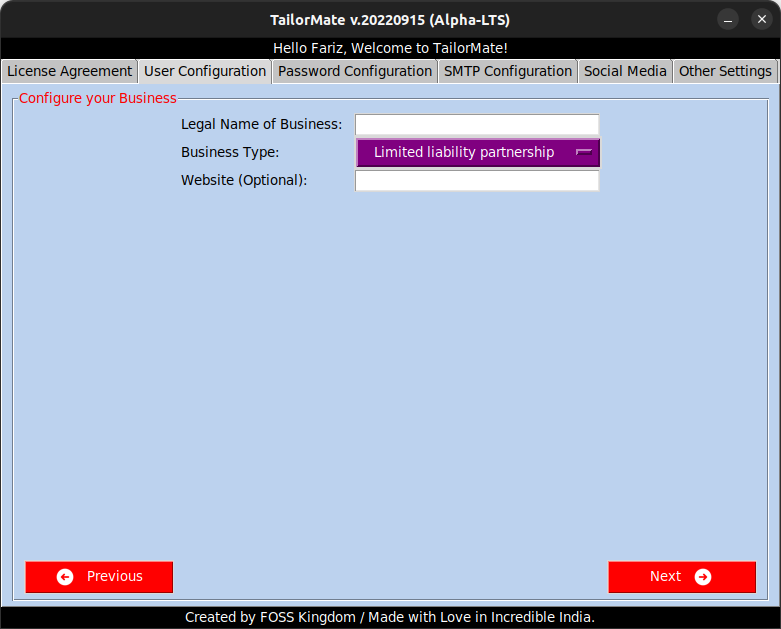 TailorMate v.20220915 (Alpha-LTS)
Hello Fariz, Welcome to TailorMate!
License Agreement User Configuration Password Configuration SMTP Configuration Social Media Other Settings
Configure your Business
Legal Name of Business:
Business Type: Limited liability partnership
Website (Optional):
Previous Next
Created by FOSS Kingdom / Made with Love in Incredible India.